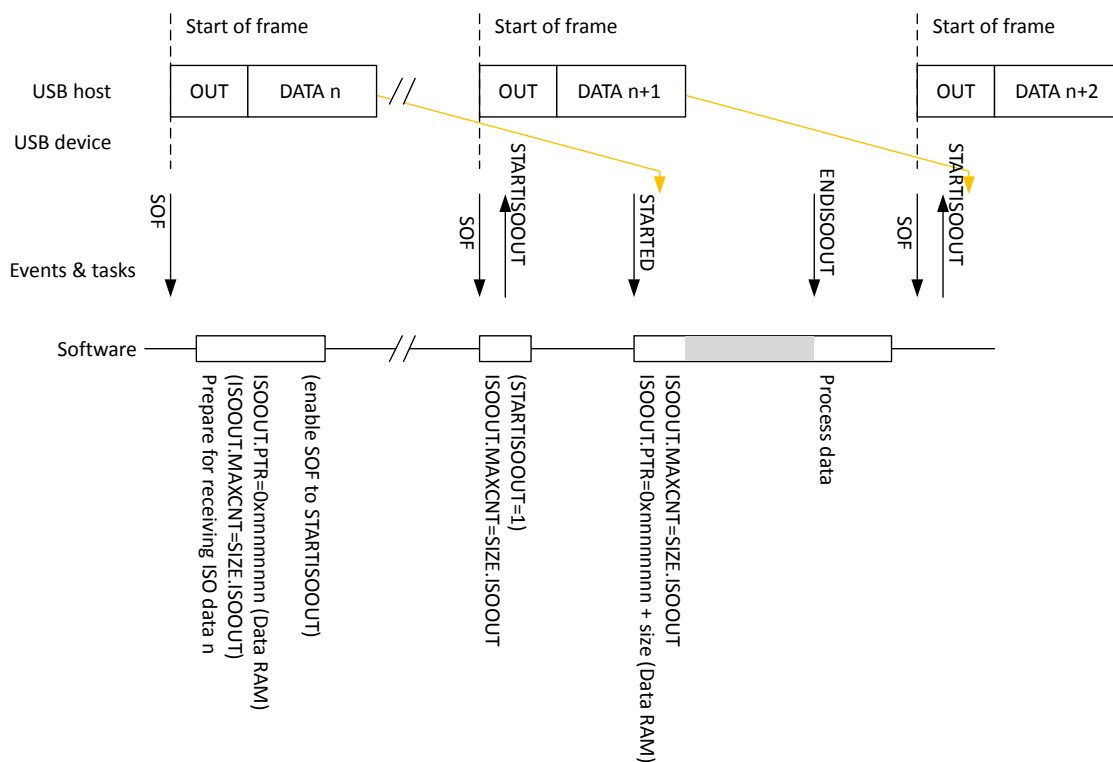 Start of frame
Start of frame
Start of frame
USB host
OUT
DATA n
OUT
DATA n+1
OUT
DATA n+2
USB device
SOF
SOF
STARTISOOUT
STARTED
ENDISOOUT
SOF
STARTISOOUT
Events & tasks
Software
Prepare for receiving ISO data n
(ISOOUT.MAXCNT=SIZE.ISOOUT)
ISOOUT.PTR=0xnnnnnnnn (Data RAM)
(enable SOF to STARTISOOUT)
ISOOUT.MAXCNT=SIZE.ISOOUT
(STARTISOOUT=1)
ISOOUT.PTR=0xnnnnnnnn + size (Data RAM)
ISOOUT.MAXCNT=SIZE.ISOOUT
Process data